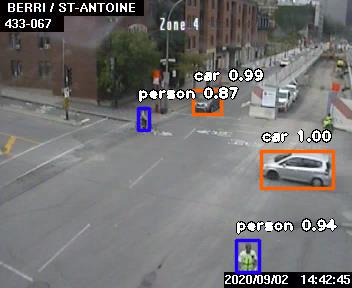 BERRI / ST-ANTOINE
433-067
Zone 4
car 0.99
person 0.87
car 1.00
person 0.94
2020/09/02 14:42:45